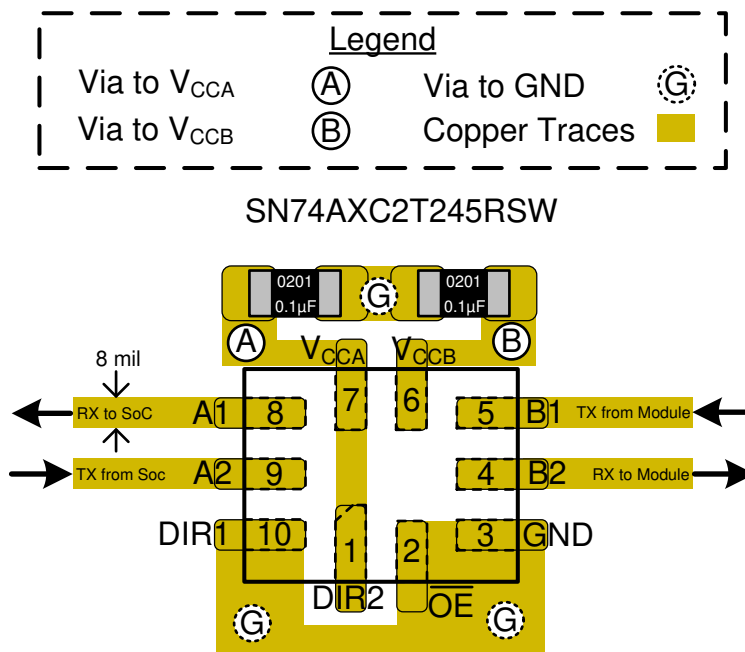 Legend
Via to VCCA A Via to GND G
Via to VCCB B Copper Traces
SN74AXC2T245RSW
0201 0201
0.1µF G 0.1µF
A B
8 mil VCCA VCCB
RX to SoC A1 8 7 6 5 B1 TX from Module
TX from Soc A2 9 4 B2 RX to Module
DIR1 10 1 2 3 GND
DIR2 OE
G G